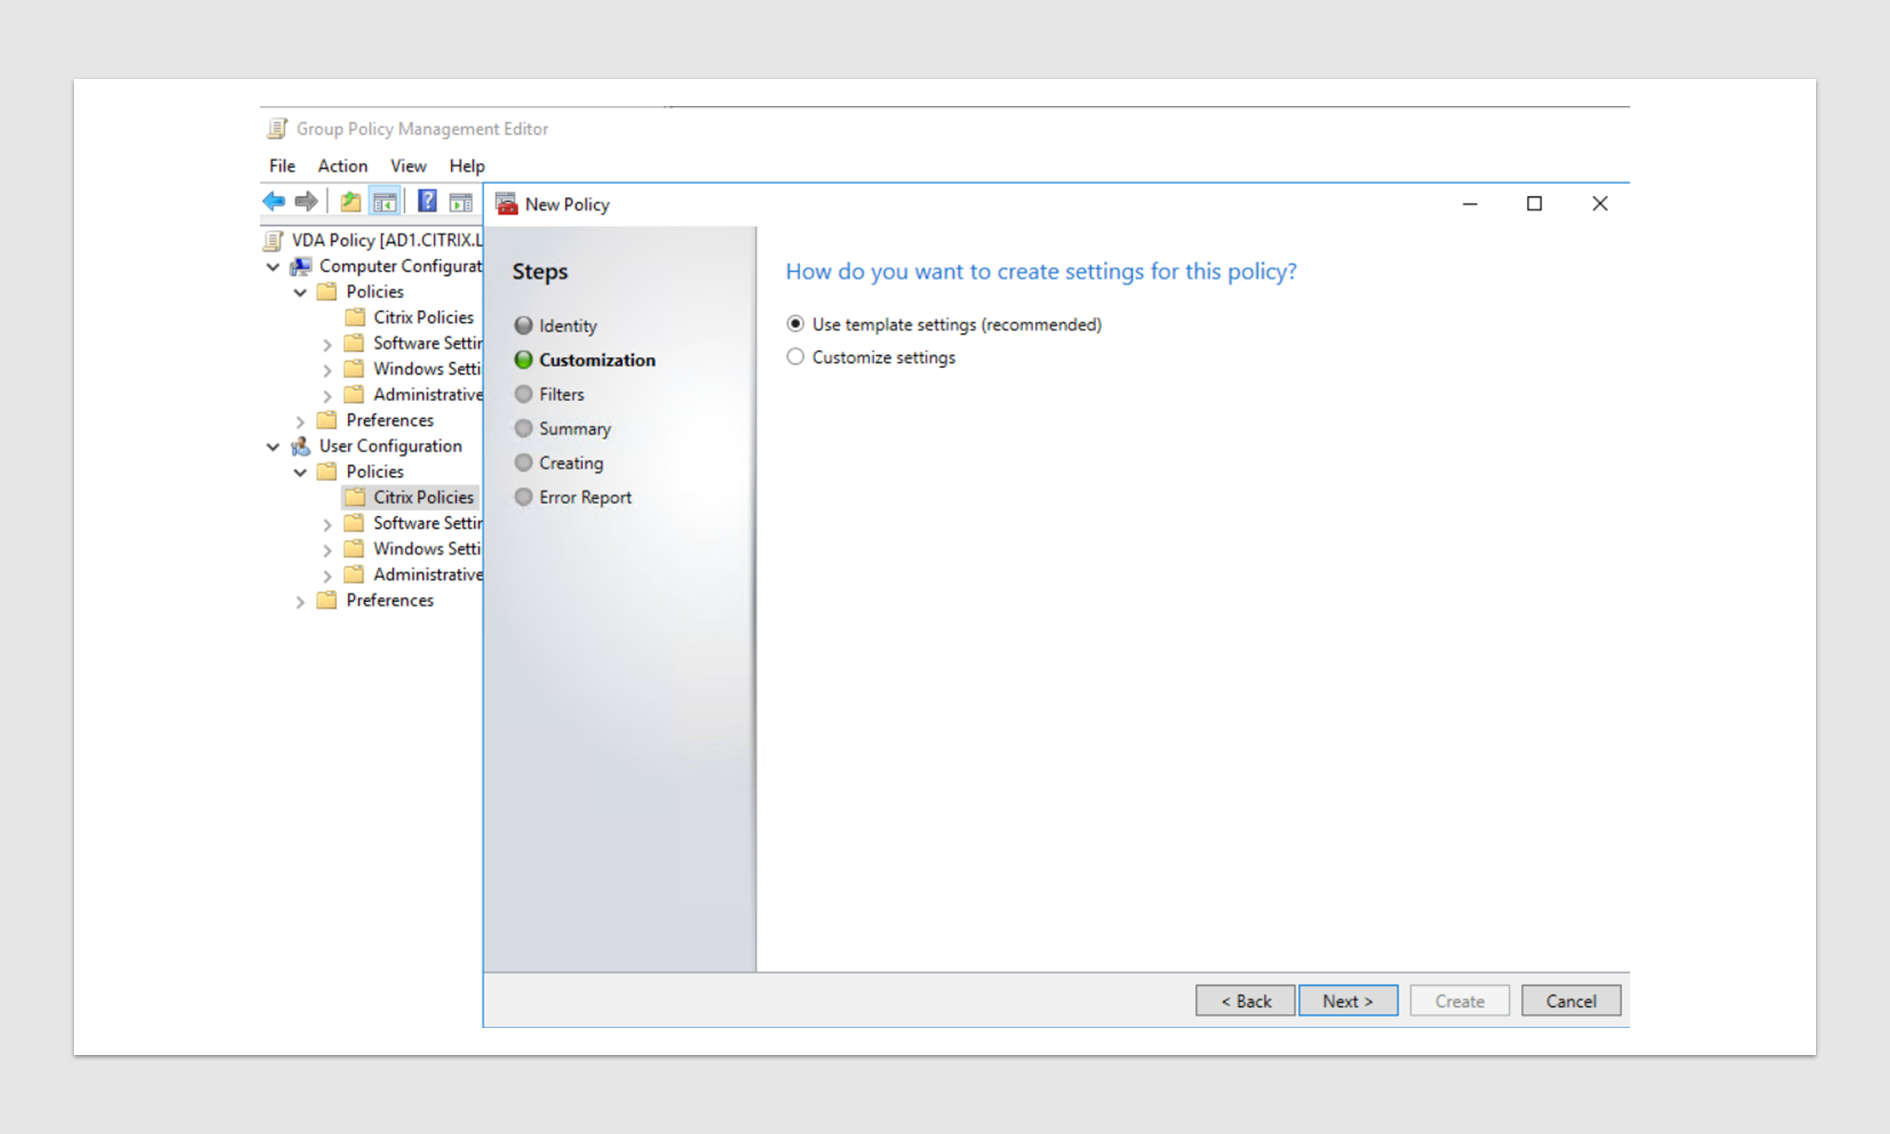 Group Policy Management Editor
File Action View Help
New Policy
VDA Policy [AD1.CITRIX.L
Computer Configurat
Policies
Citrix Policies
Software Settin
Windows Setti
Administrative
Preferences
User Configuration
Policies
Citrix Policies
Software Settin
Windows Setti
Administrative
Preferences
Steps
Identity
Customization
Filters
Summary
Creating
Error Report
How do you want to create settings for this policy?
Use template settings (recommended)
Customize settings
< Back Next > Create Cancel